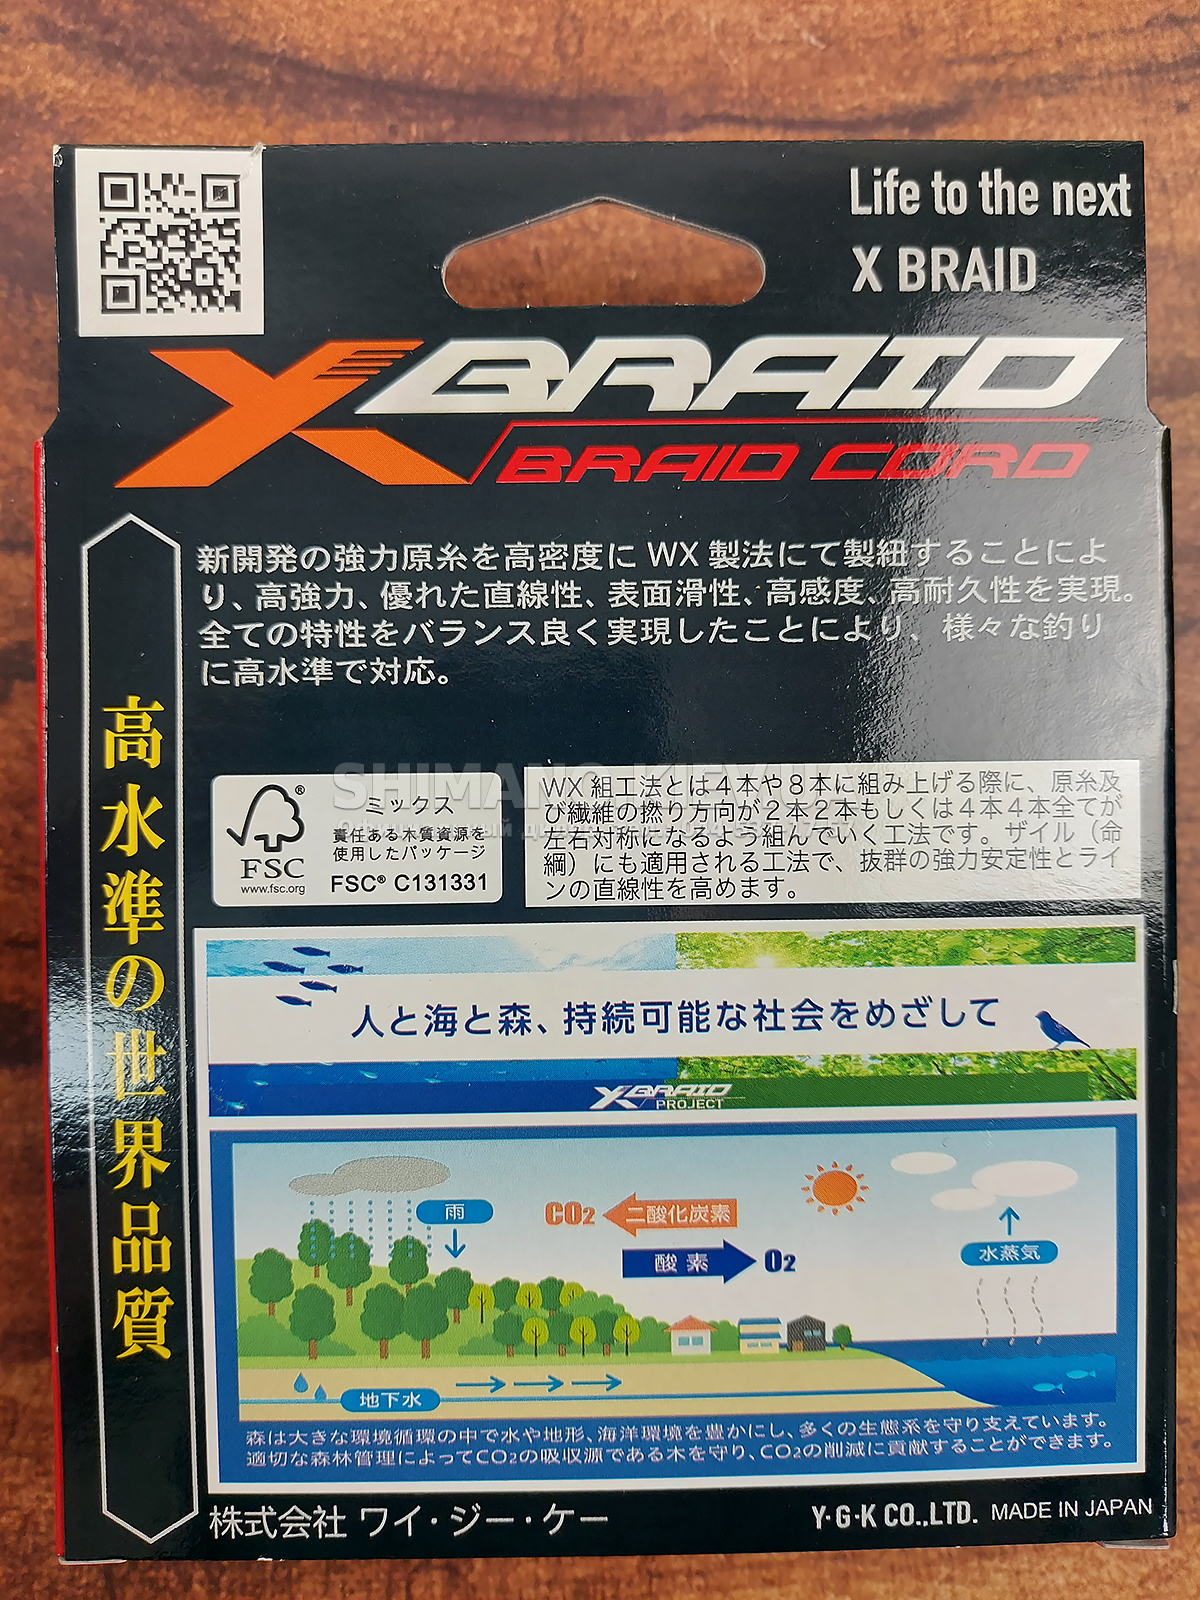 Life to the next
X BRAID
XBRAID
BRAID CORD
新開発の強力原糸を高密度に WX 製法にて製紐することによ
り、高強力、優れた直線性、表面滑性、高感度、高耐久性を実現。
全ての特性をバランス良く実現したことにより、様々な釣り
に高水準で対応。
高水準の世界品質
SHIMANO KIEV
FSC
www.fsc.org
ミックス
責任ある木質資源を
使用したパッケージ
FSC® C131331
WX 組工法とは4本や8本に組み上げる際に、原糸及
び繊維の撚り方向が2本2本もしくは4本4本全てが
左右対称になるよう組んでいく工法です。ザイル（命
綱）にも適用される工法で、抜群の強力安定性とライ
ンの直線性を高めます。
人と海と森、持続可能な社会をめざして
XBRAID
PROJECT
雨
CO2 二酸化炭素
酸素 O2
水蒸気
地下水
森は大きな環境循環の中で水や地形、海洋環境を豊かにし、多くの生態系を守り支えています。
適切な森林管理によってCO2の吸収源である木を守り、CO2の削減に貢献することができます。
株式会社 ワイ・ジー・ケー
Y・G・K CO.,LTD. MADE IN JAPAN